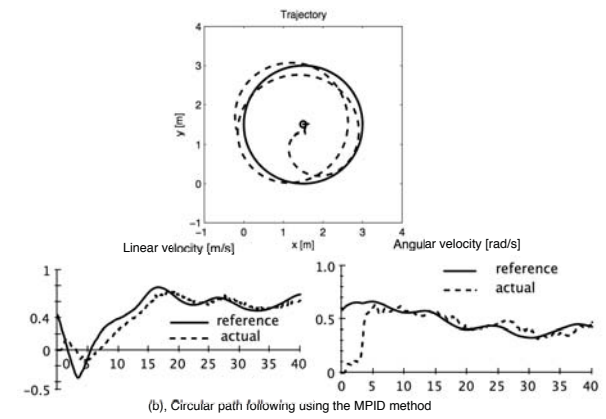 Trajectory
4
3
2
1
0
−1
y [m]
−1 0 1 2 3 4
x [m]
Linear velocity [m/s]
Angular velocity [rad/s]
1
0.4
0
-0.5
0 5 10 15 20 25 30 35 40
reference
actual
1.0
0.5
0
0 5 10 15 20 25 30 35 40
reference
actual
(b), Circular path following using the MPID method